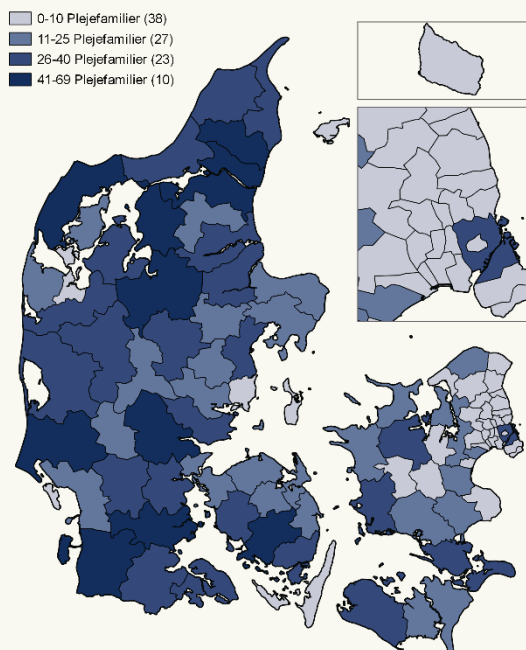 0-10 Plejefamilier (38)
11-25 Plejefamilier (27)
26-40 Plejefamilier (23)
41-69 Plejefamilier (10)